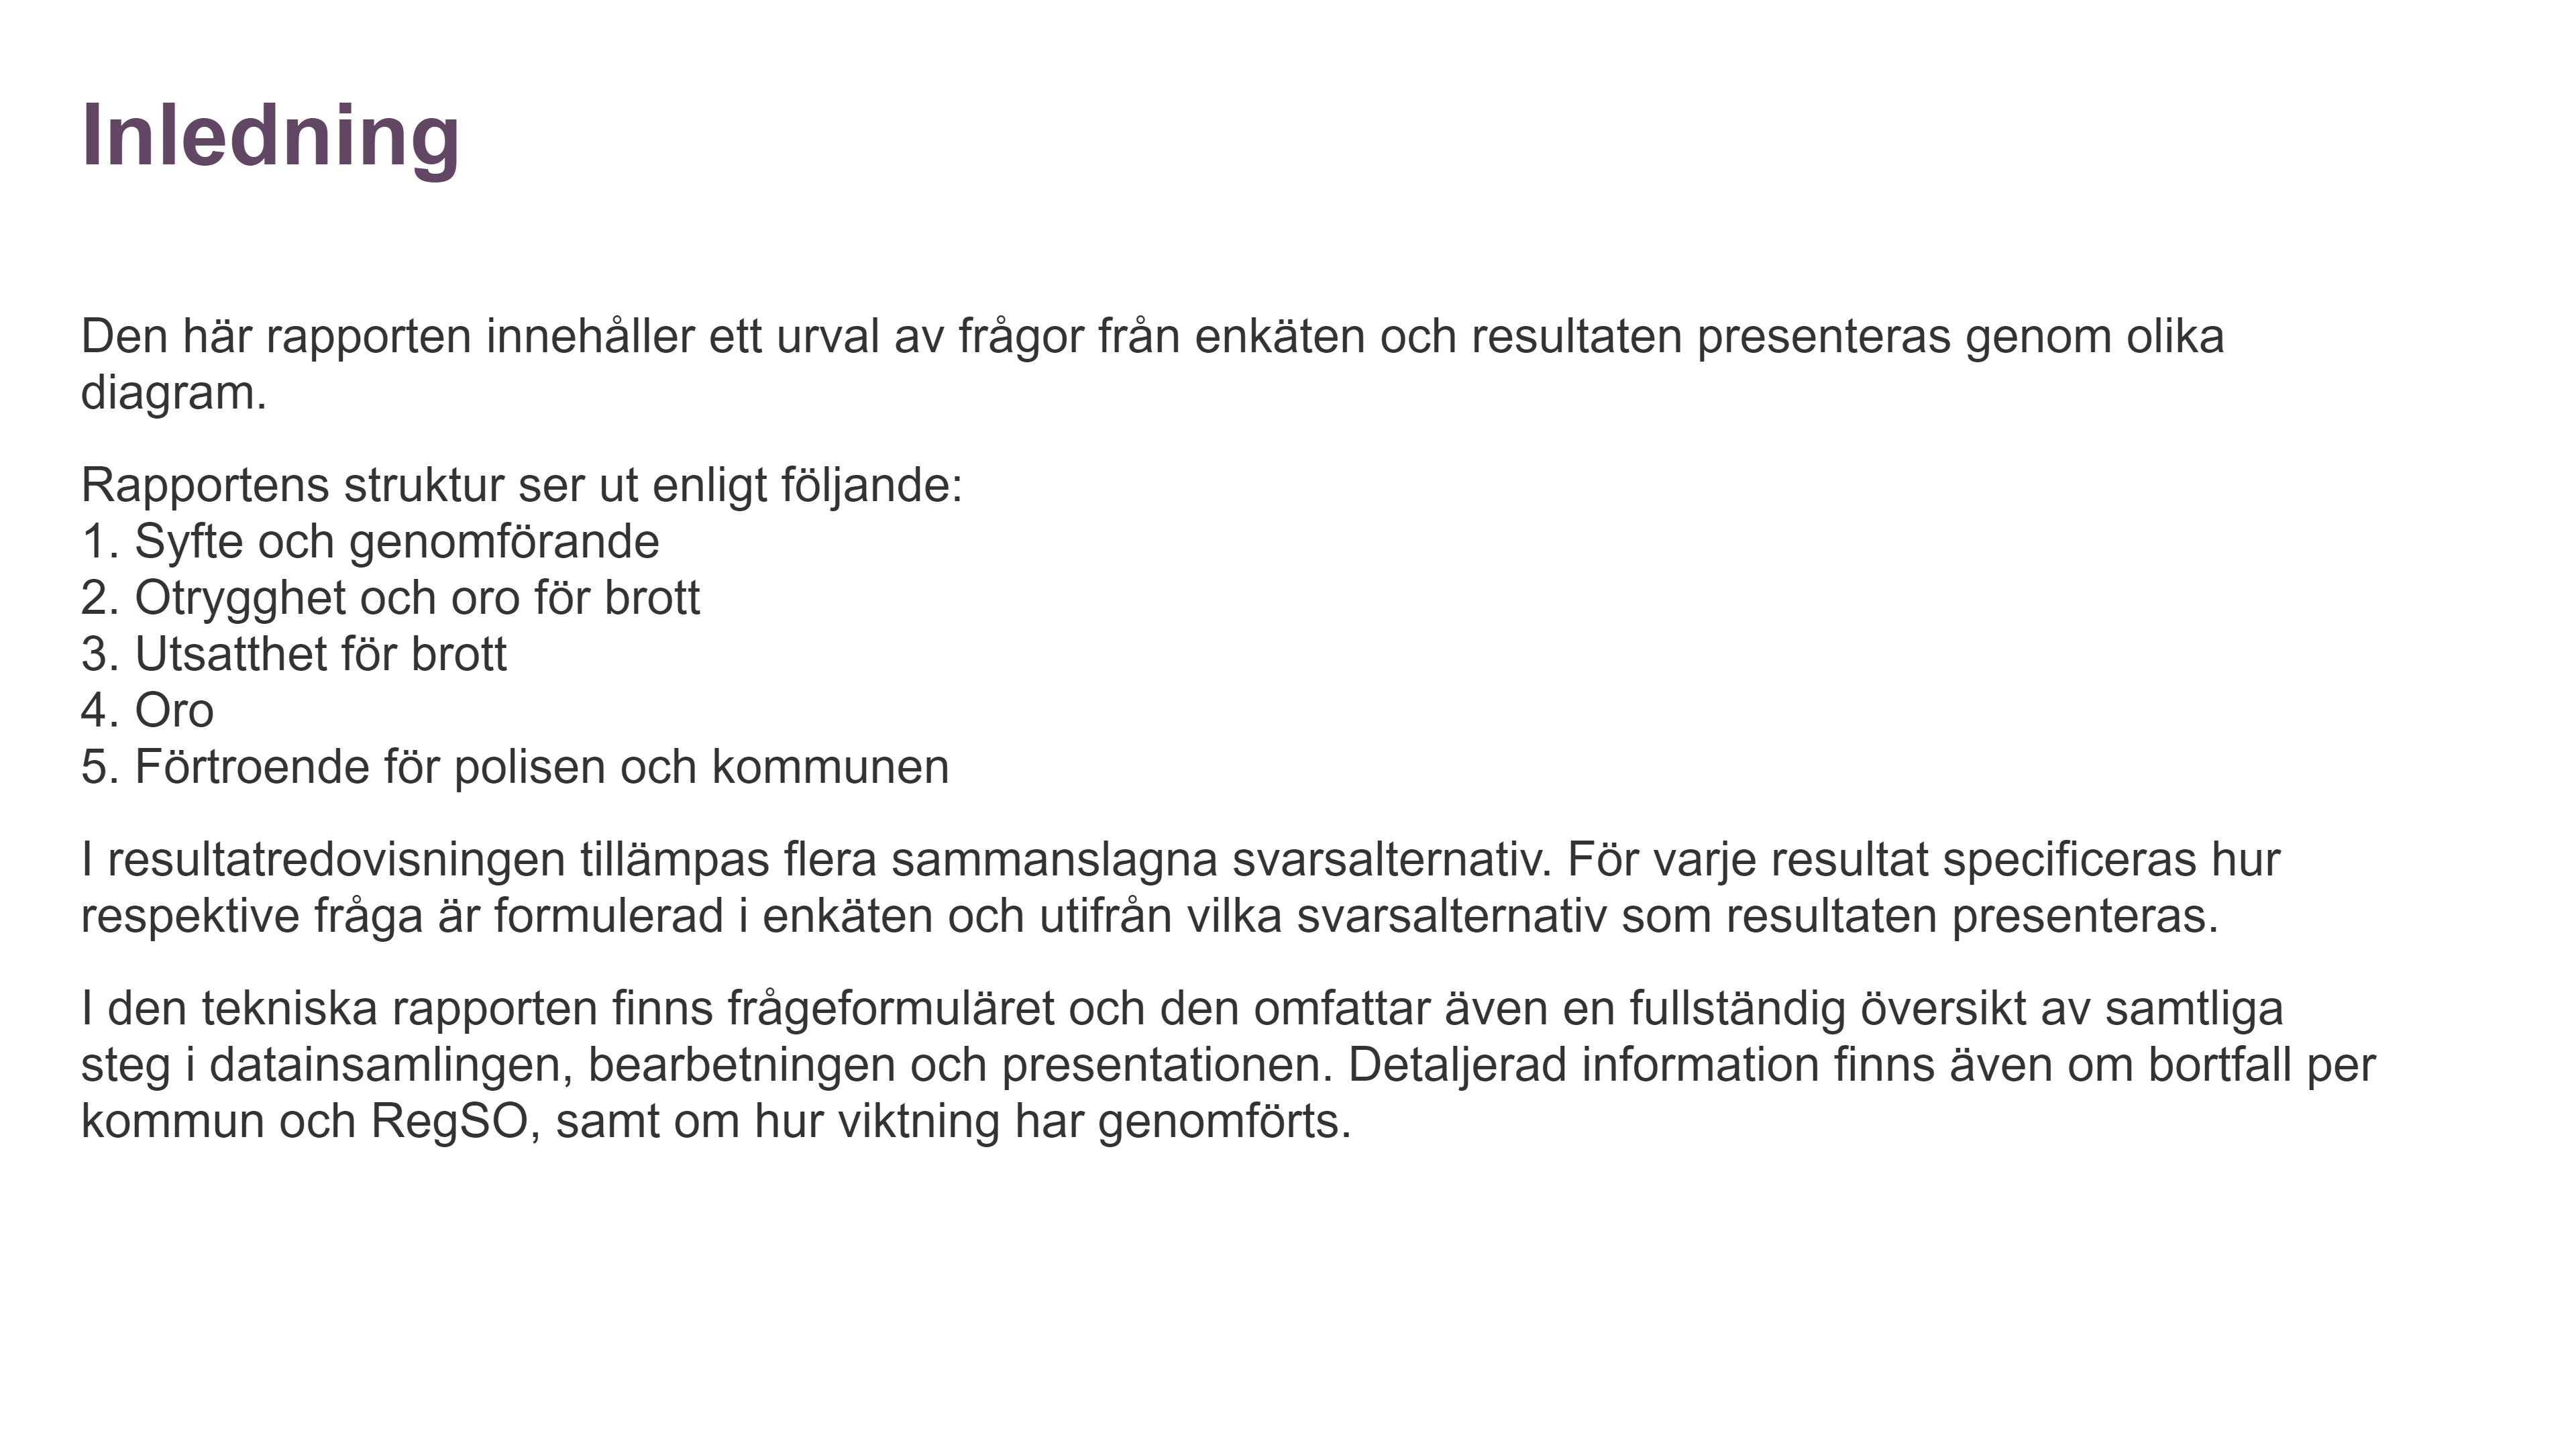 Inledning
Den här rapporten innehåller ett urval av frågor från enkäten och resultaten presenteras genom olika
diagram.
Rapportens struktur ser ut enligt följande:
1. Syfte och genomförande
2. Otrygghet och oro för brott
3. Utsatthet för brott
4. Oro
5. Förtroende för polisen och kommunen
I resultatredovisningen tillämpas flera sammanslagna svarsalternativ. För varje resultat specificeras hur
respektive fråga är formulerad i enkäten och utifrån vilka svarsalternativ som resultaten presenteras.
I den tekniska rapporten finns frågeformuläret och den omfattar även en fullständig översikt av samtliga
steg i datainsamlingen, bearbetningen och presentationen. Detaljerad information finns även om bortfall per
kommun och RegSO, samt om hur viktning har genomförts.